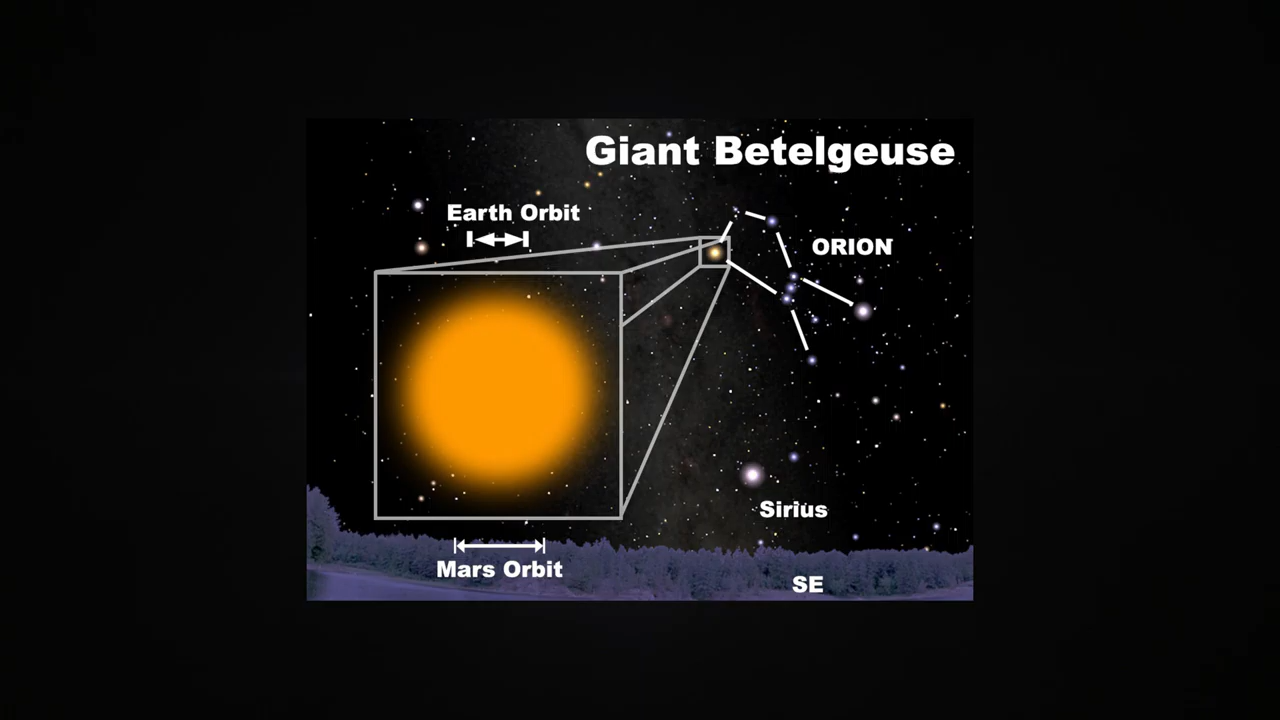 Giant Betelgeuse
Earth Orbit
ORION
Sirius
Mars Orbit
SE